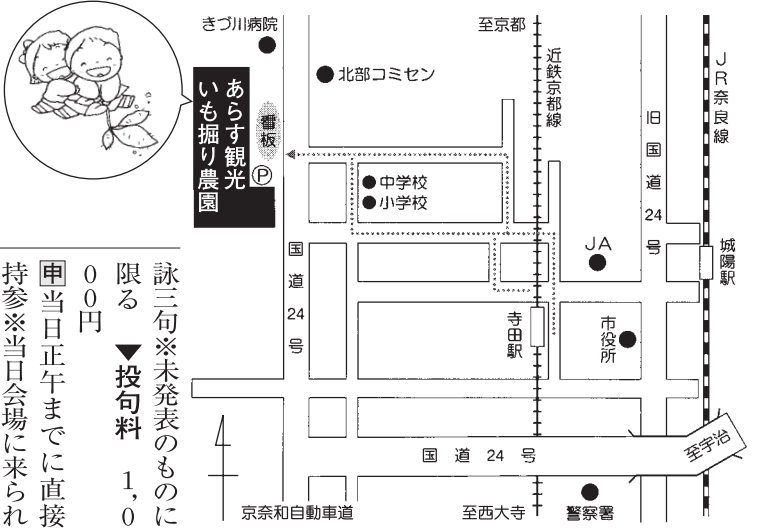 きづ川病院
北部コミセン
至京都
近鉄京都線
旧国道24号
JR奈良線
あらす観光
いも掘り農園
看板
Ⓟ
中学校
小学校
JA
城陽駅
国道24号
寺田駅
市役所
国道24号
至宇治
京奈和自動車道
至西大寺
警察署
詠三句※未発表のものに
限る ▼投句料 1,0
00円
申当日正午までに直接
持参※当日会場に来られ